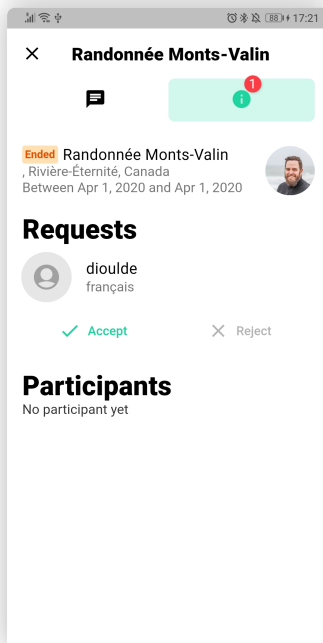 88 17:21
Randonnée Monts-Valin
1
Ended Randonnée Monts-Valin
, Rivière-Éternité, Canada
Between Apr 1, 2020 and Apr 1, 2020
Requests
dioulde
français
Accept Reject
Participants
No participant yet